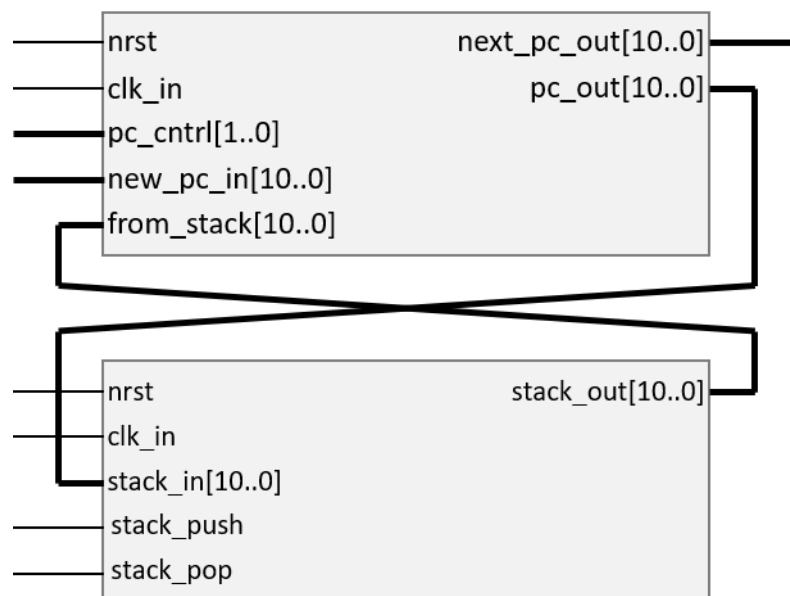 nrst
next_pc_out[10..0]
clk_in
pc_out[10..0]
pc_cntrl[1..0]
new_pc_in[10..0]
from_stack[10..0]
nrst
stack_out[10..0]
clk_in
stack_in[10..0]
stack_push
stack_pop